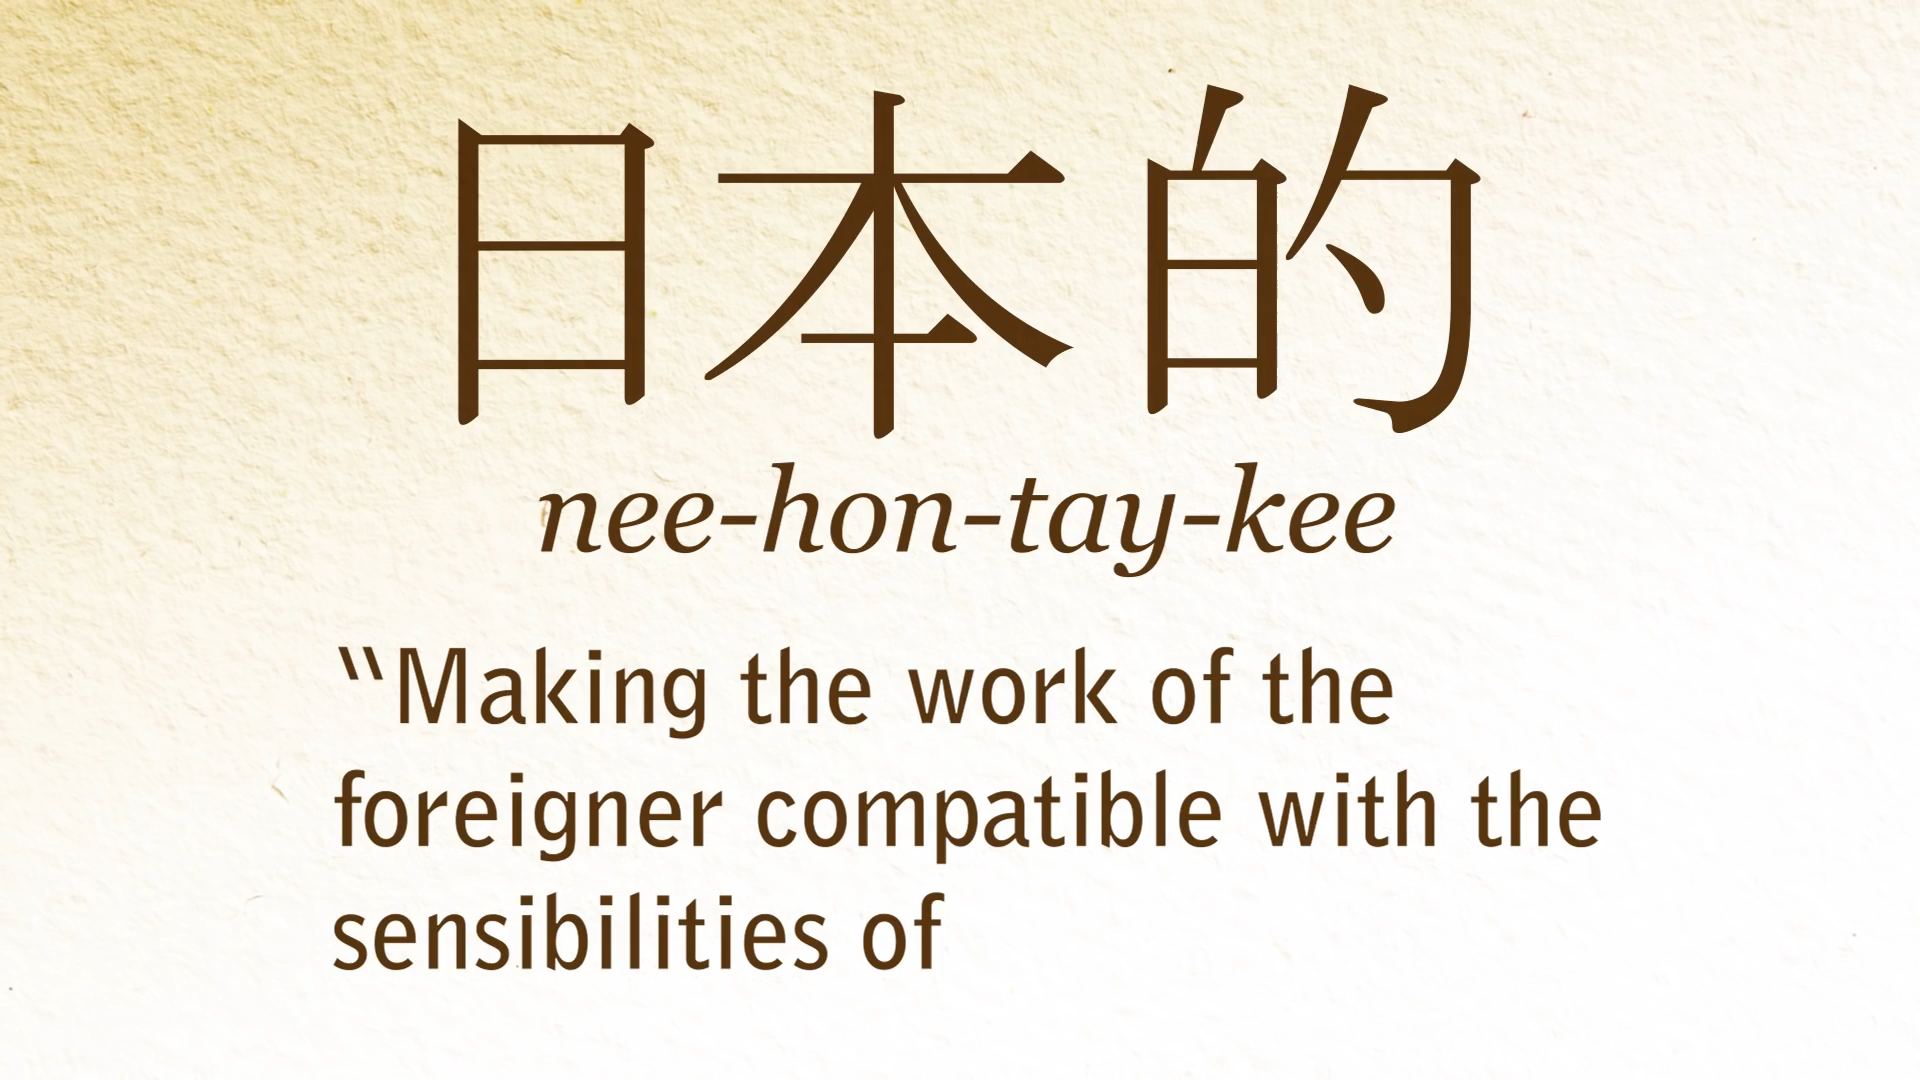 日本的
nee-hon-tay-kee
“Making the work of the
foreigner compatible with the
sensibilities of